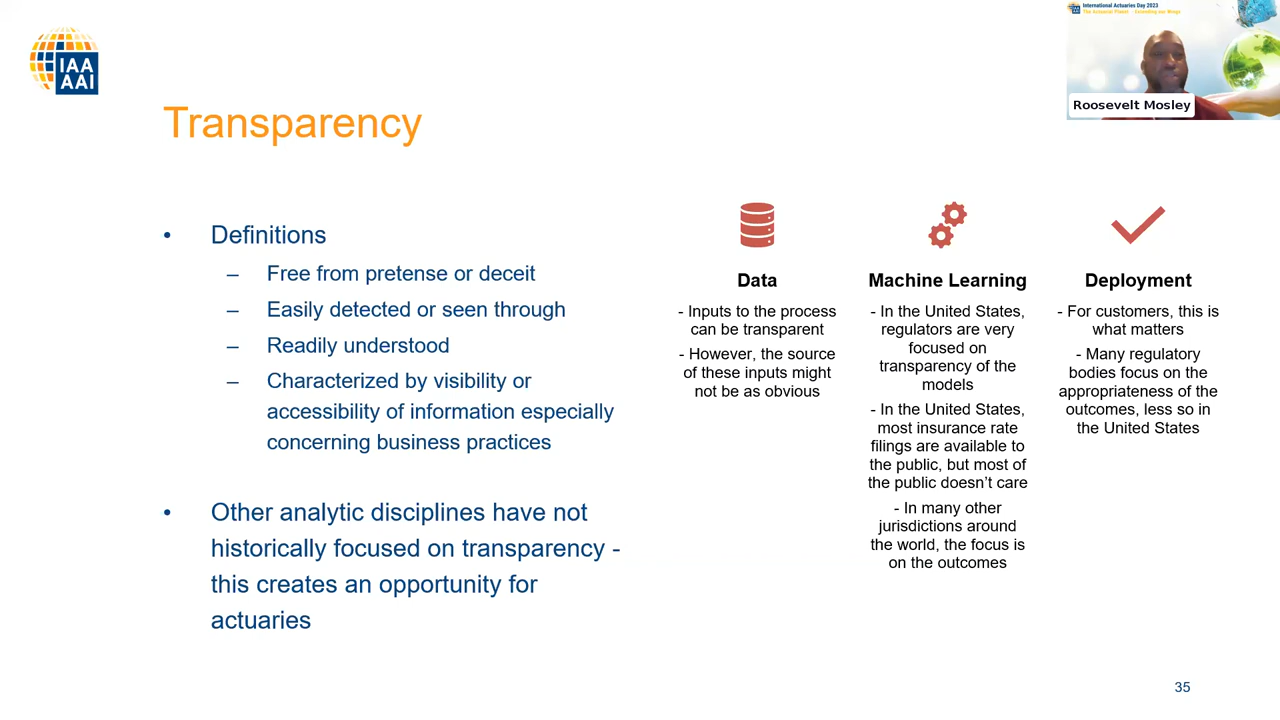 IAA
AAI
International Actuaries Day 2023
Roosevelt Mosley
Transparency
• Definitions
– Free from pretense or deceit
– Easily detected or seen through
– Readily understood
– Characterized by visibility or
accessibility of information especially
concerning business practices
• Other analytic disciplines have not
historically focused on transparency -
this creates an opportunity for
actuaries
Data
- Inputs to the process
can be transparent
- However, the source
of these inputs might
not be as obvious
Machine Learning
- In the United States,
regulators are very
focused on
transparency of the
models
- In the United States,
most insurance rate
filings are available to
the public, but most of
the public doesn’t care
- In many other
jurisdictions around
the world, the focus is
on the outcomes
Deployment
- For customers, this is
what matters
- Many regulatory
bodies focus on the
appropriateness of the
outcomes, less so in
the United States
35